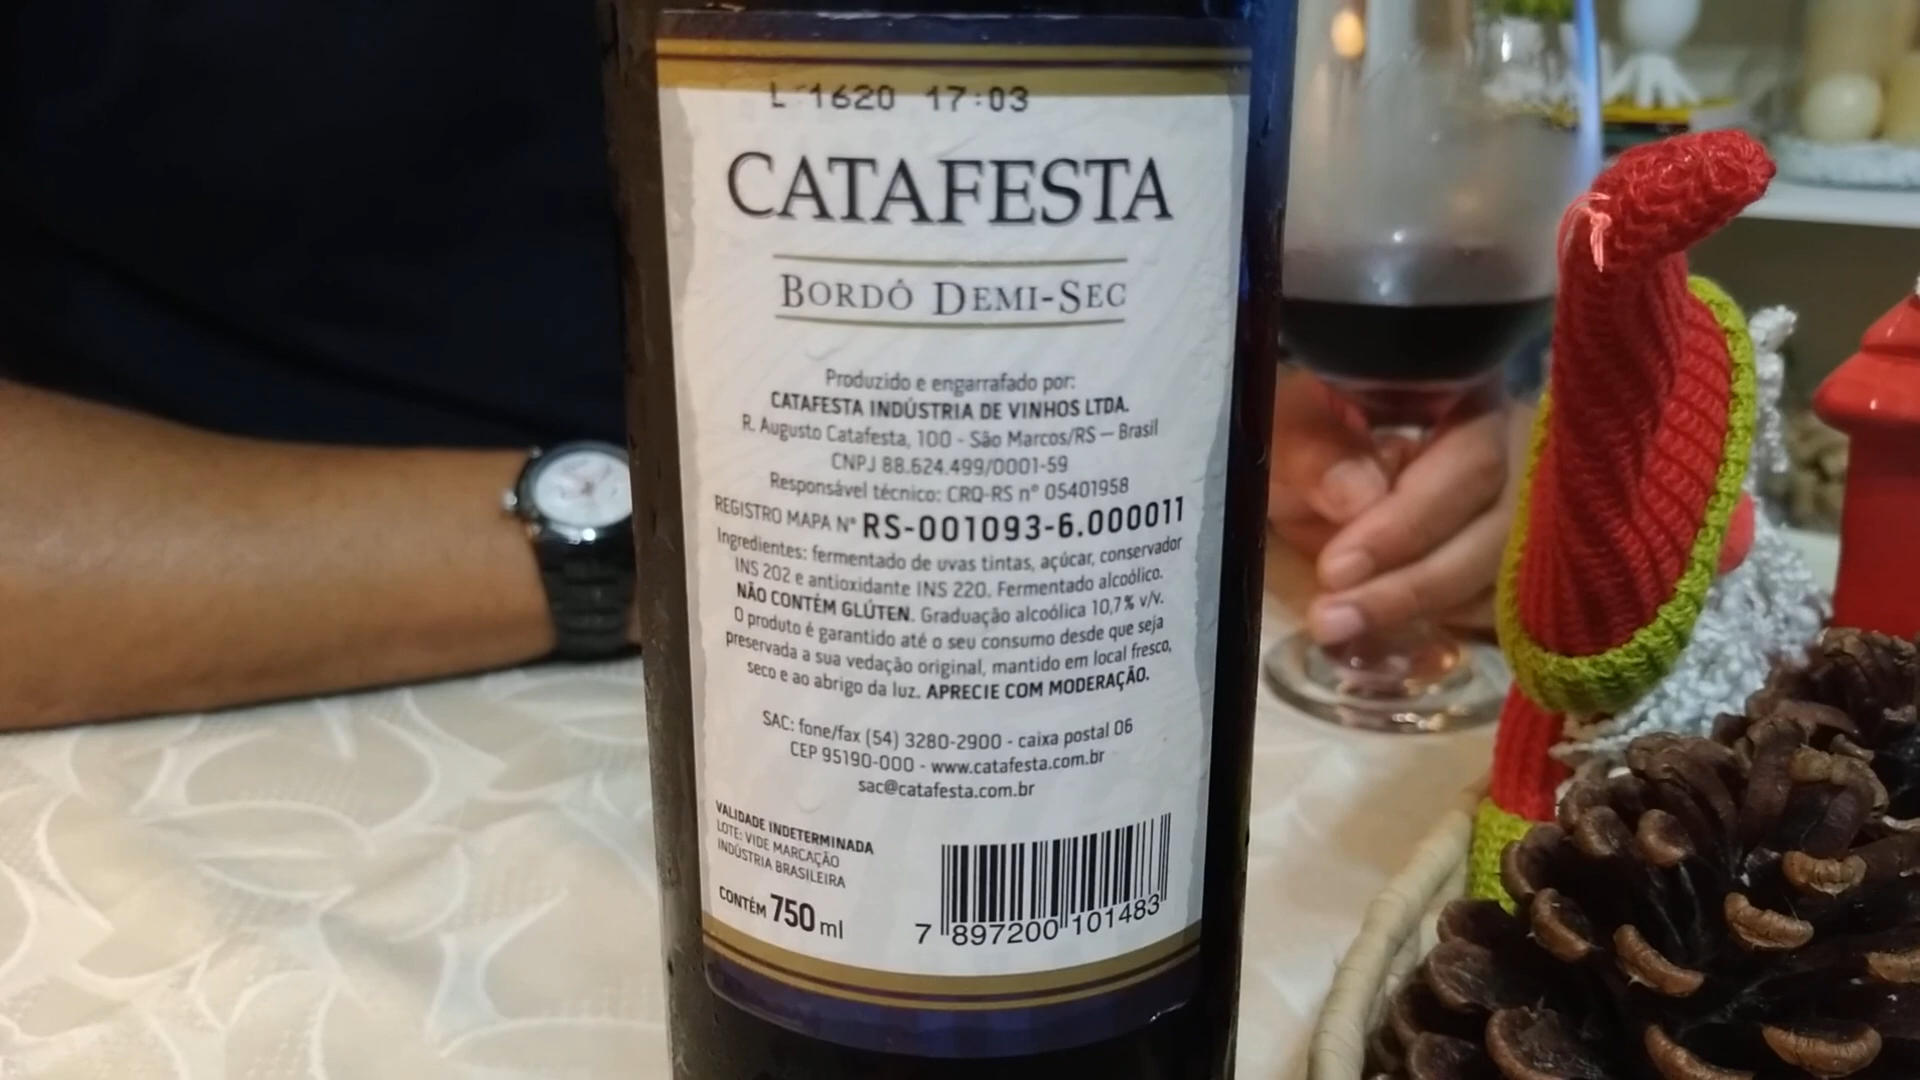 L 1620 17:03
CATAFESTA
BORDÔ DEMI-SEC
Produzido e engarrafado por:
CATAFESTA INDÚSTRIA DE VINHOS LTDA.
R. Augusto Catafesta, 100 - São Marcos/RS – Brasil
CNPJ 88.624.499/0001-59
Responsável técnico: CRQ-RS nº 05401958
REGISTRO MAPA Nº RS-001093-6.000011
Ingredientes: fermentado de uvas tintas, açúcar, conservador
INS 202 e antioxidante INS 220. Fermentado alcoólico.
NÃO CONTÉM GLÚTEN. Graduação alcoólica 10,7% v/v.
O produto é garantido até o seu consumo desde que seja
preservada a sua vedação original, mantido em local fresco,
seco e ao abrigo da luz. APRECIE COM MODERAÇÃO.
SAC: fone/fax (54) 3280-2900 - caixa postal 06
CEP 95190-000 - www.catafesta.com.br
sac@catafesta.com.br
VALIDADE INDETERMINADA
LOTE: VIDE MARCAÇÃO
INDÚSTRIA BRASILEIRA
CONTÉM 750 ml
7 897200 101483